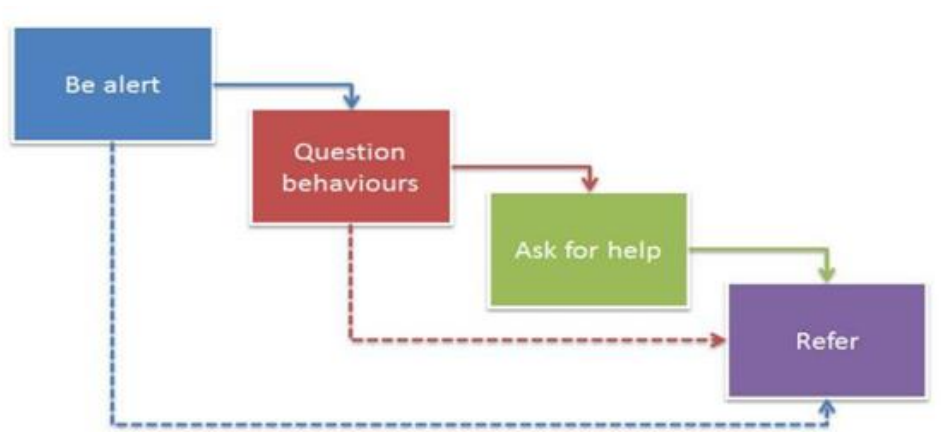 Be alert
Question
behaviours
Ask for help
Refer